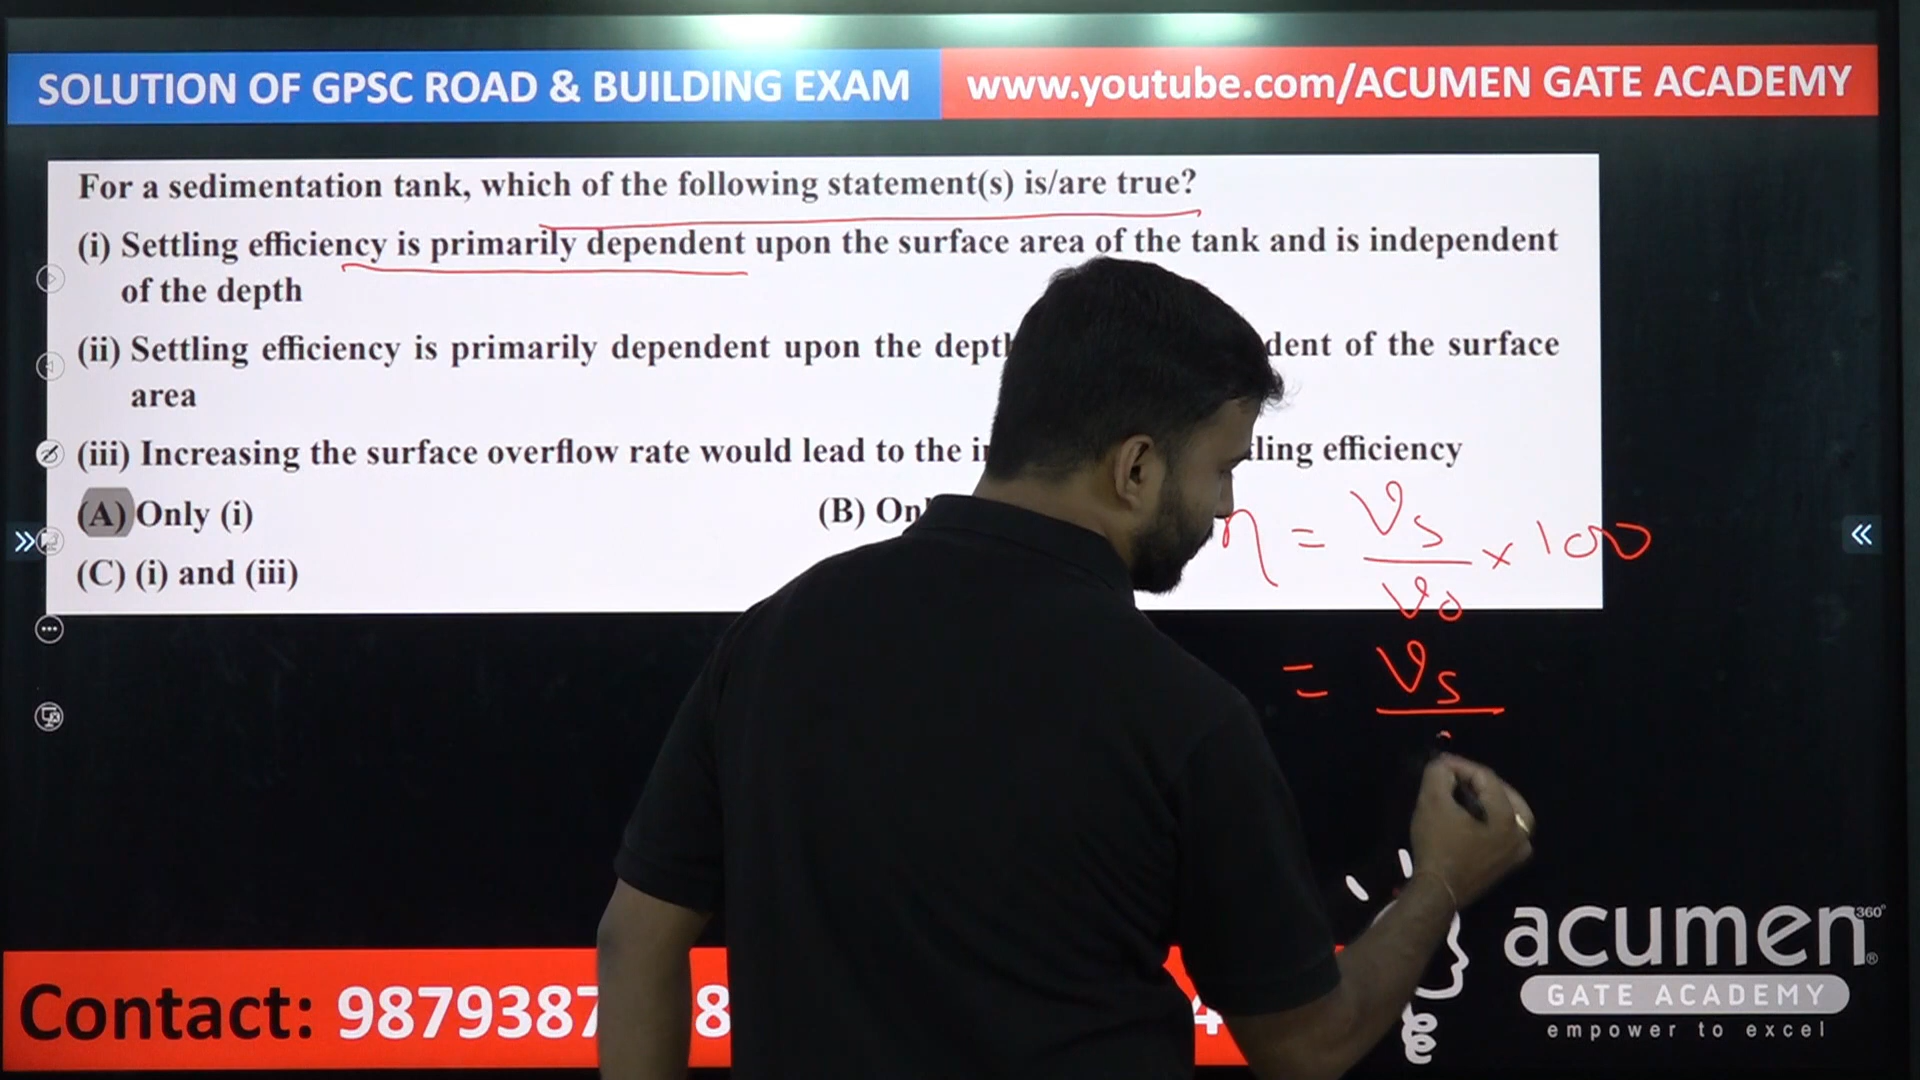 SOLUTION OF GPSC ROAD & BUILDING EXAM
www.youtube.com/ACUMEN GATE ACADEMY
For a sedimentation tank, which of the following statement(s) is/are true?
(i) Settling efficiency is primarily dependent upon the surface area of the tank and is independent
of the depth
(ii) Settling efficiency is primarily dependent upon the dent of the surface
area
(iii) Increasing the surface overflow rate would lead to the ling efficiency
(A) Only (i)
(B)
(C) (i) and (iii)
η = Vs / Vo × 100
= Vs
Contact: 9879387 8 4
acumen 360°
GATE ACADEMY
empower to excel